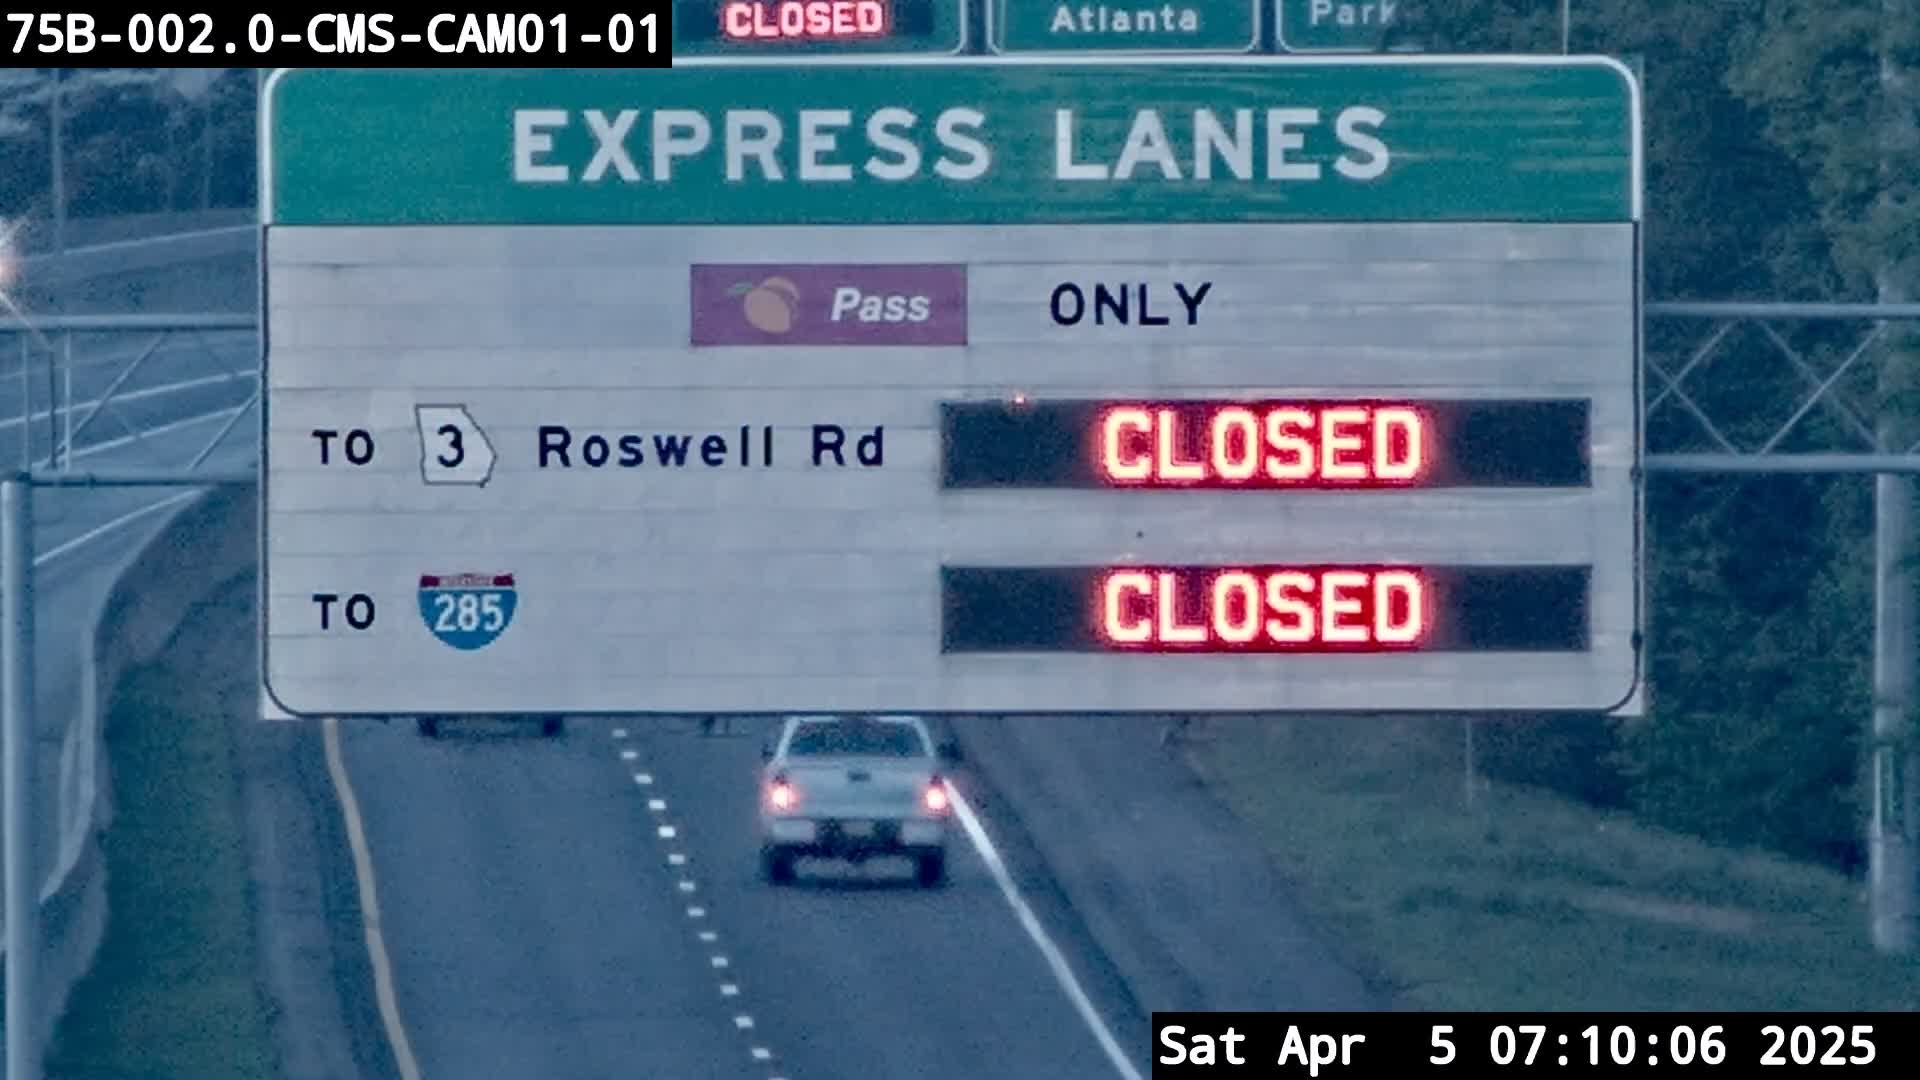 75B-002.0-CMS-CAM01-01
CLOSED
Atlanta
Park
EXPRESS LANES
Pass ONLY
TO 3 Roswell Rd CLOSED
TO 285 CLOSED
Sat Apr 5 07:10:06 2025